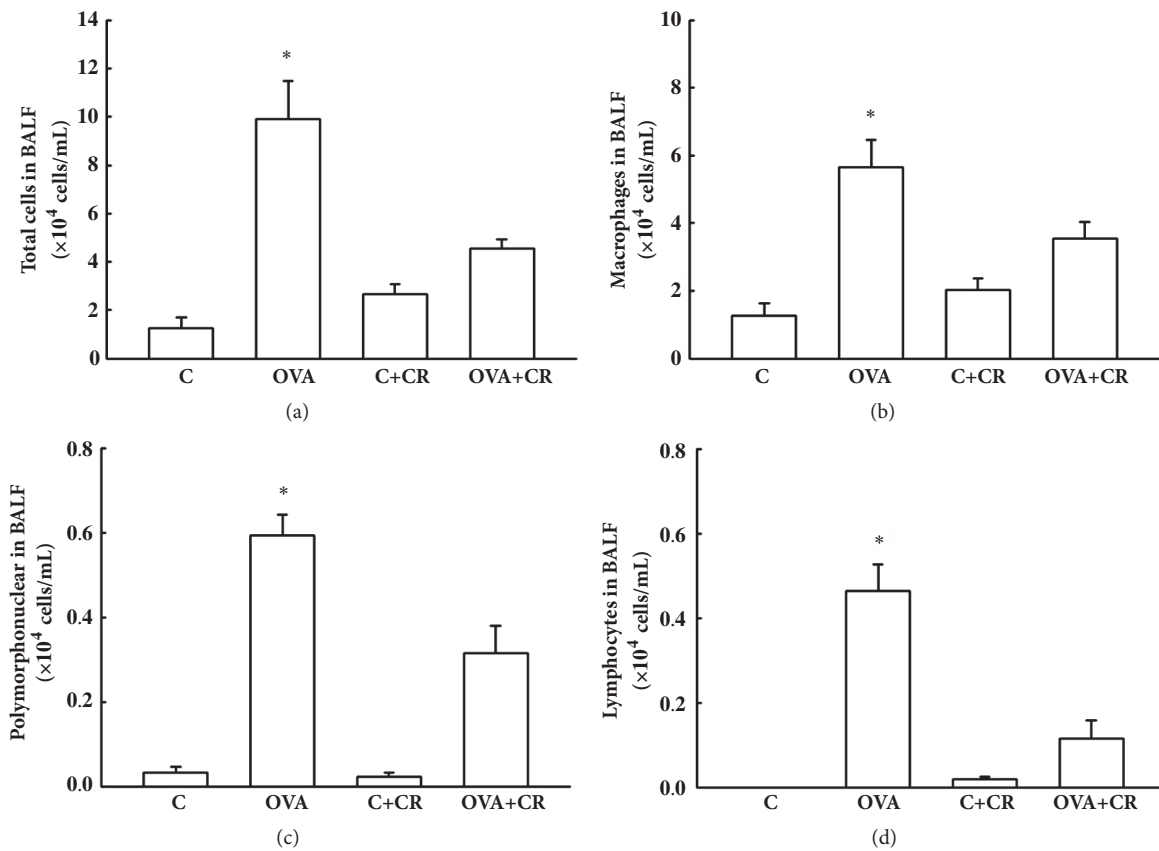 Total cells in BALF
(×10⁴ cells/mL)
14
12
10
8
6
4
2
0
*
C
OVA
C+CR
OVA+CR
(a)
Macrophages in BALF
(×10⁴ cells/mL)
10
8
6
4
2
0
*
C
OVA
C+CR
OVA+CR
(b)
Polymorphonuclear in BALF
(×10⁴ cells/mL)
0.8
0.6
0.4
0.2
0.0
*
C
OVA
C+CR
OVA+CR
(c)
Lymphocytes in BALF
(×10⁴ cells/mL)
0.8
0.6
0.4
0.2
0.0
*
C
OVA
C+CR
OVA+CR
(d)